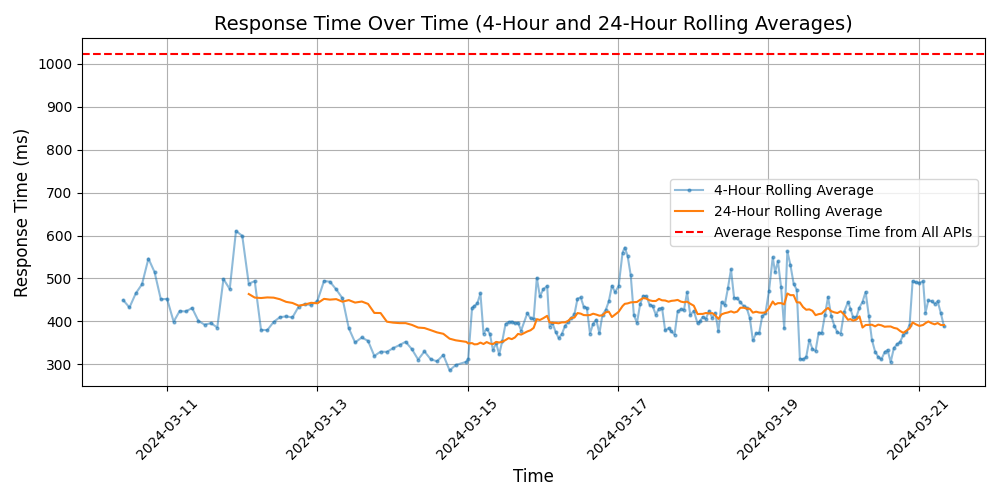 Response Time Over Time (4-Hour and 24-Hour Rolling Averages)
Response Time (ms)
1000
900
800
700
600
500
400
300
4-Hour Rolling Average
24-Hour Rolling Average
Average Response Time from All APIs
2024-03-11
2024-03-13
2024-03-15
2024-03-17
2024-03-19
2024-03-21
Time